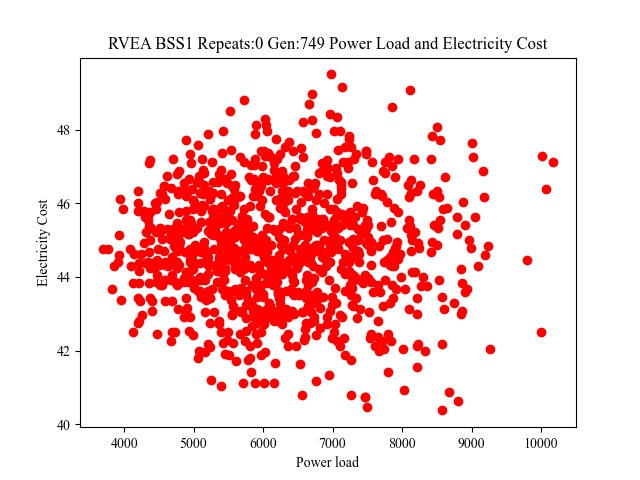 RVEA BSS1 Repeats:0 Gen:749 Power Load and Electricity Cost
Electricity Cost
48
46
44
42
40
4000 5000 6000 7000 8000 9000 10000
Power load